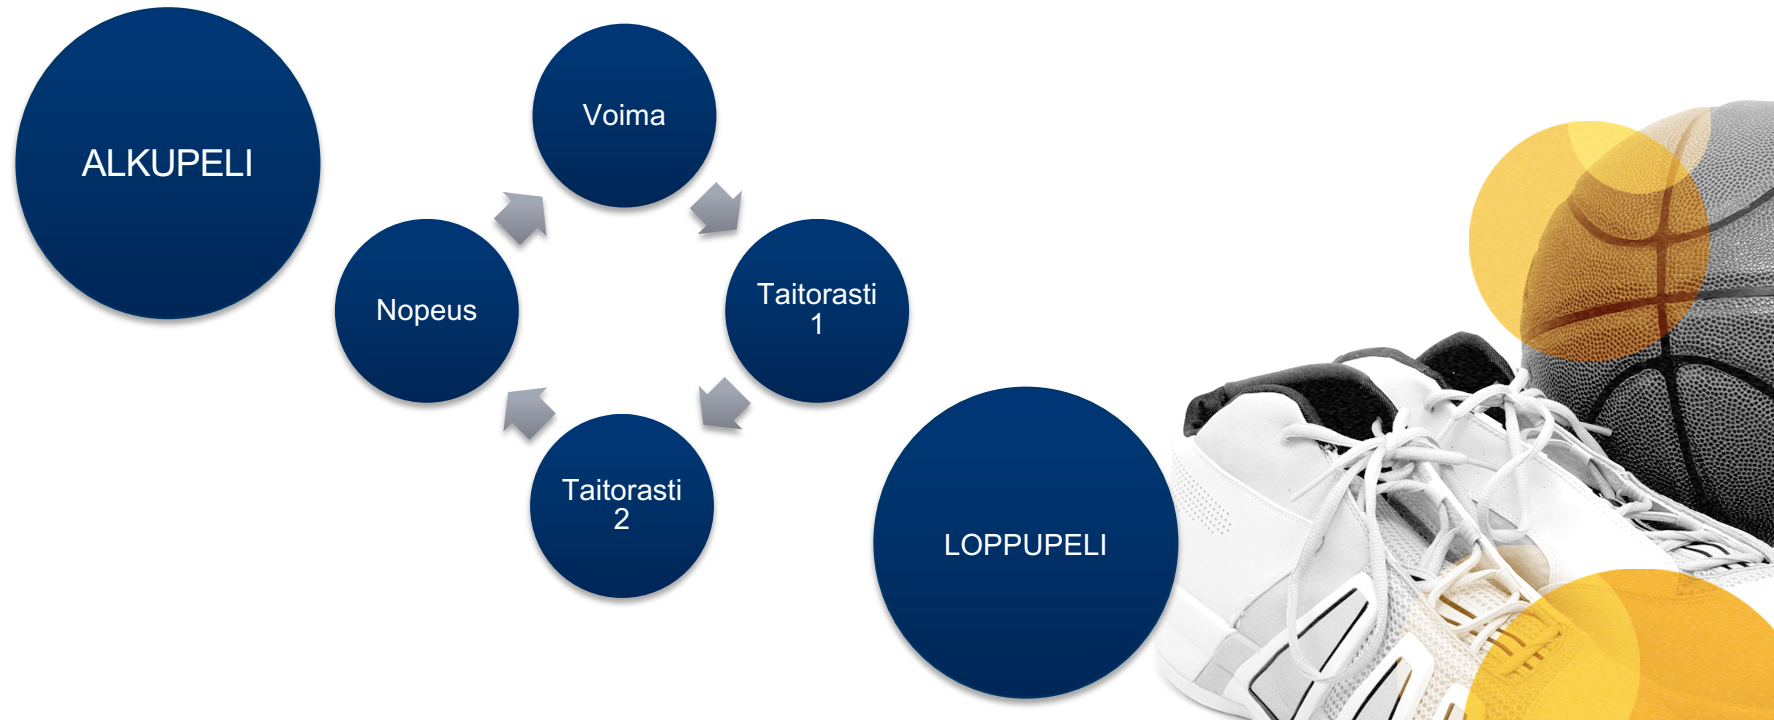 ALKUPELI
Voima
Nopeus
Taitorasti
1
Taitorasti
2
LOPPUPELI